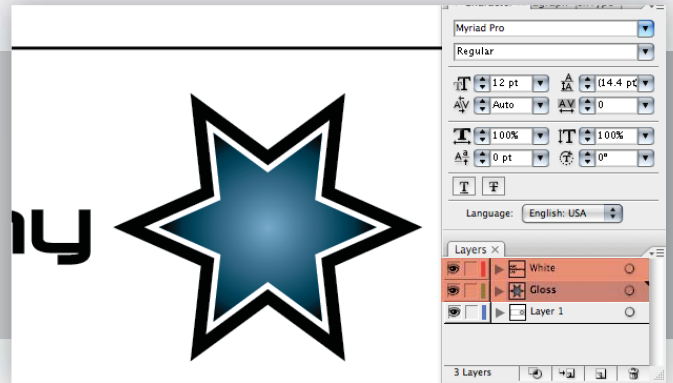 ny
Myriad Pro
Regular
12 pt (14.4 pt
Auto 0
100% 100%
0 pt 0°
T T
Language: English: USA
Layers ×
White
Gloss
Layer 1
3 Layers